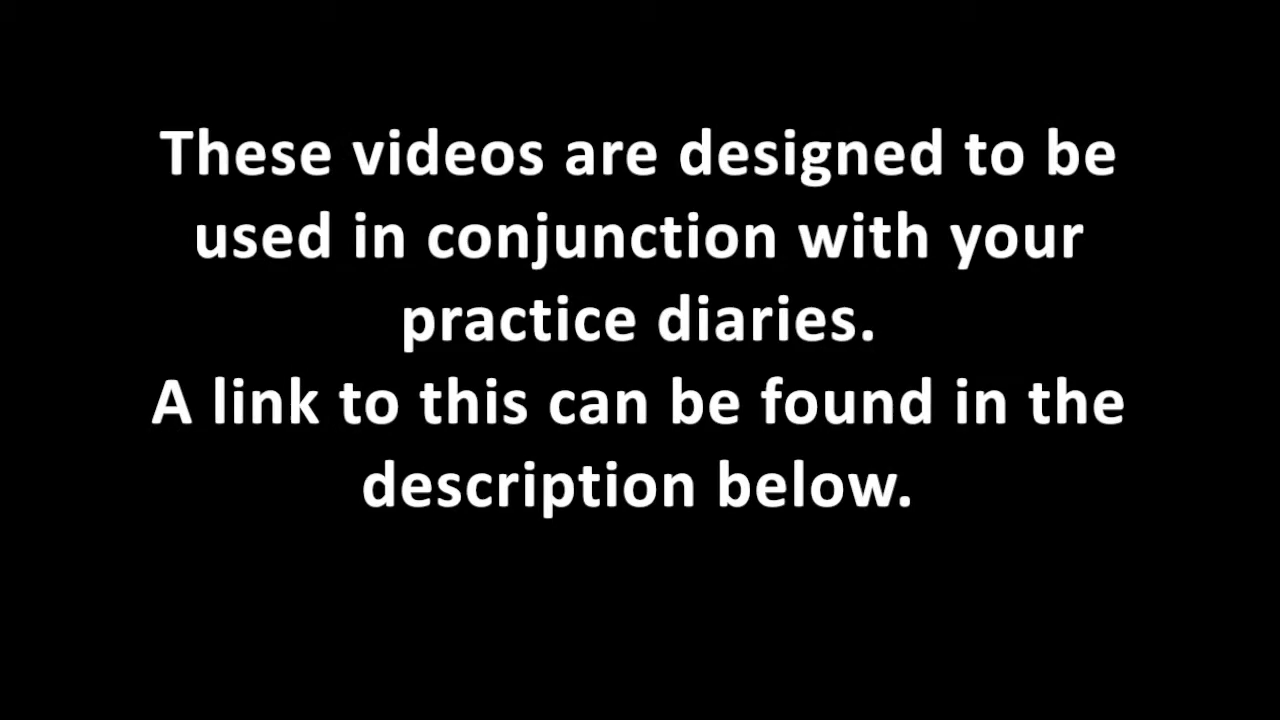 These videos are designed to be
used in conjunction with your
practice diaries.
A link to this can be found in the
description below.